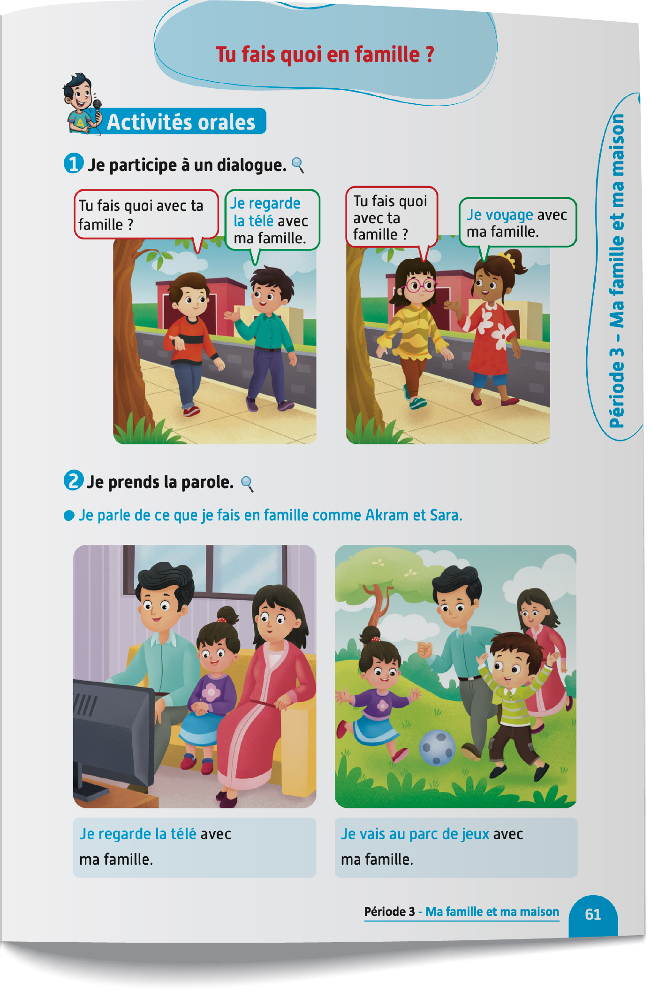 Tu fais quoi en famille ?
A
Activités orales
1 Je participe à un dialogue.
Tu fais quoi avec ta
famille ?
Je regarde
la télé avec
ma famille.
Tu fais quoi
avec ta
famille ?
Je voyage avec
ma famille.
2 Je prends la parole.
● Je parle de ce que je fais en famille comme Akram et Sara.
Je regarde la télé avec
ma famille.
Je vais au parc de jeux avec
ma famille.
Période 3 - Ma famille et ma maison
61
Période 3 – Ma famille et ma maison